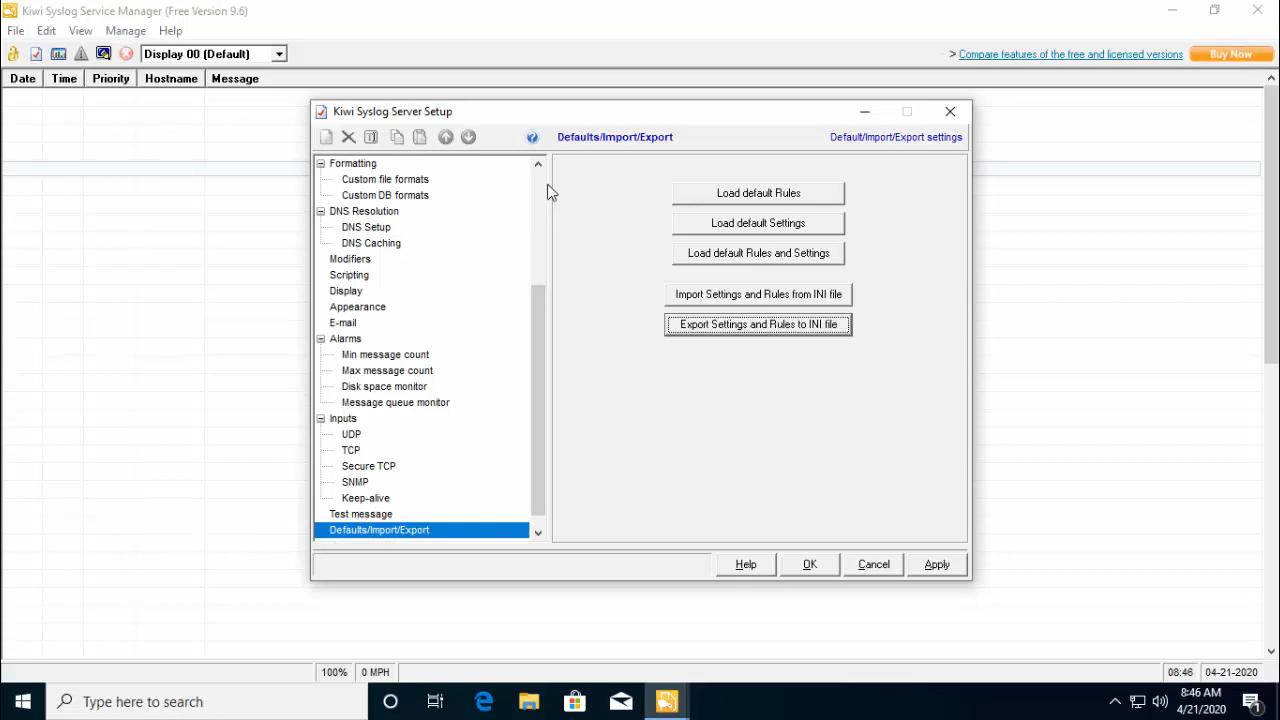 Kiwi Syslog Service Manager (Free Version 9.6)
File Edit View Manage Help
Display 00 (Default)
> Compare features of the free and licensed versions
Buy Now
Date Time Priority Hostname Message
Kiwi Syslog Server Setup
Defaults/Import/Export
Default/Import/Export settings
Formatting
Custom file formats
Custom DB formats
DNS Resolution
DNS Setup
DNS Caching
Modifiers
Scripting
Display
Appearance
E-mail
Alarms
Min message count
Max message count
Disk space monitor
Message queue monitor
Inputs
UDP
TCP
Secure TCP
SNMP
Keep-alive
Test message
Defaults/Import/Export
Load default Rules
Load default Settings
Load default Rules and Settings
Import Settings and Rules from INI file
Export Settings and Rules to INI file
Help OK Cancel Apply
100% 0 MPH 08:46 04-21-2020
Type here to search
8:46 AM
4/21/2020
1